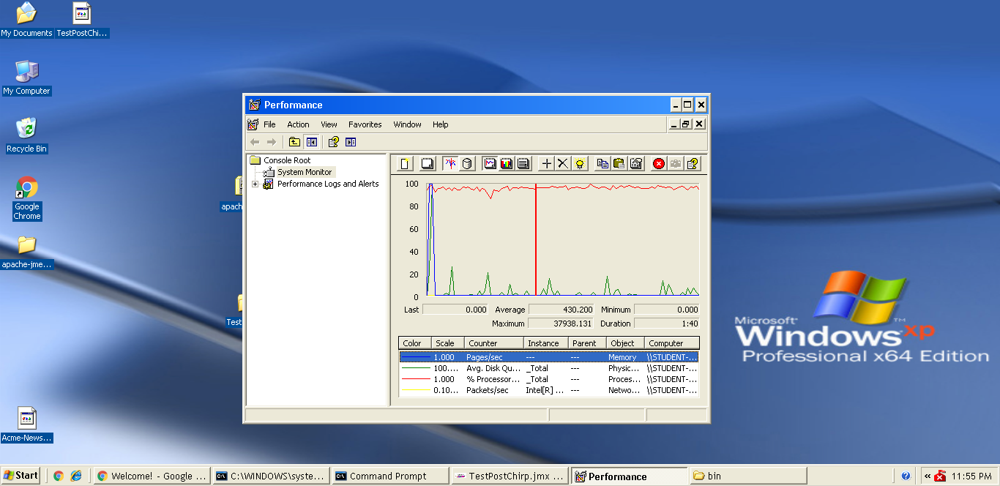 My Documents
TestPostChi...
My Computer
Recycle Bin
Google
Chrome
apache-jme...
Acme-News...
apach
Test
Performance
File Action View Favorites Window Help
Console Root
System Monitor
Performance Logs and Alerts
100
80
60
40
20
0
Last 0.000 Average 430.200 Minimum 0.000
Maximum 37938.131 Duration 1:40
Color Scale Counter Instance Parent Object Computer
1.000 Pages/sec --- --- Memory \\STUDENT-...
100.... Avg. Disk Qu... _Total --- Physic... \\STUDENT-...
1.000 % Processor... _Total --- Proces... \\STUDENT-...
0.10... Packets/sec Intel[R] ... --- Netwo... \\STUDENT-...
Microsoft
Windows xp
TM
Professional x64 Edition
Start
Welcome! - Google ...
C:\WINDOWS\syste...
Command Prompt
TestPostChirp.jmx ...
Performance
bin
11:55 PM